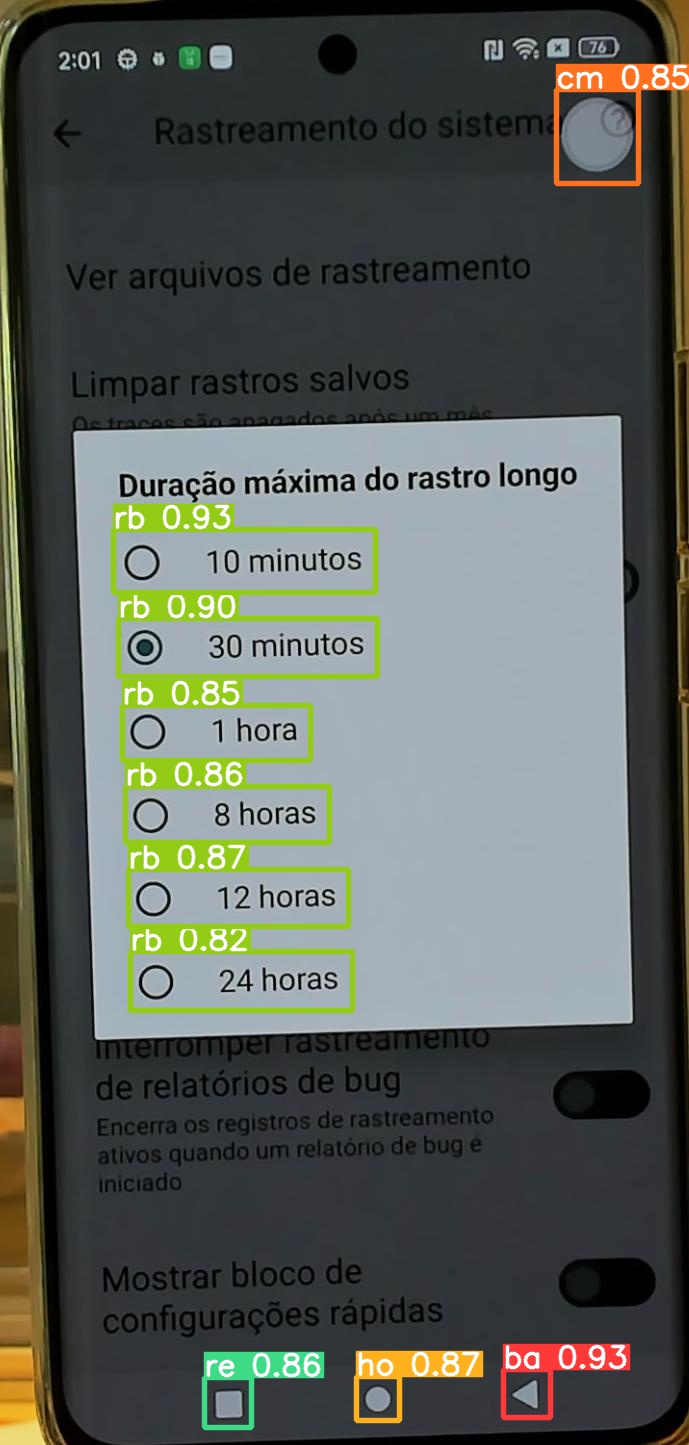 2:01
76
cm 0.85
Rastreamento do sistema
?
Ver arquivos de rastreamento
Limpar rastros salvos
Os traces são apagados após um mês
Duração máxima do rastro longo
rb 0.93
10 minutos
rb 0.90
30 minutos
rb 0.85
1 hora
rb 0.86
8 horas
rb 0.87
12 horas
rb 0.82
24 horas
Interromper rastreamento
de relatórios de bug
Encerra os registros de rastreamento
ativos quando um relatório de bug é
iniciado
Mostrar bloco de
configurações rápidas
re 0.86 ho 0.87 ba 0.93